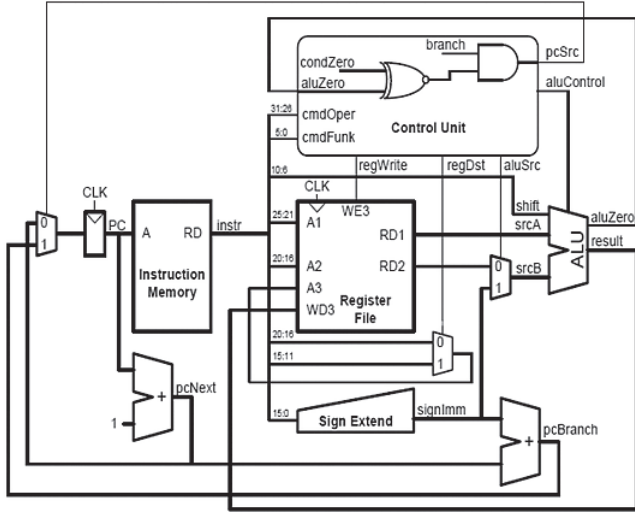 branch
pcSrc
condZero
aluZero
aluControl
31:26
cmdOper
5:0
cmdFunk
Control Unit
10:6
regWrite
regDst
aluSrc
CLK
CLK
shift
0
1
PC
A
RD
instr
25:21
A1
WE3
RD1
srcA
aluZero
result
ALU
Instruction
Memory
20:16
A2
RD2
0
1
srcB
A3
Register
File
WD3
20:16
0
15:11
1
pcNext
+
1
15:0
Sign Extend
signImm
pcBranch
+